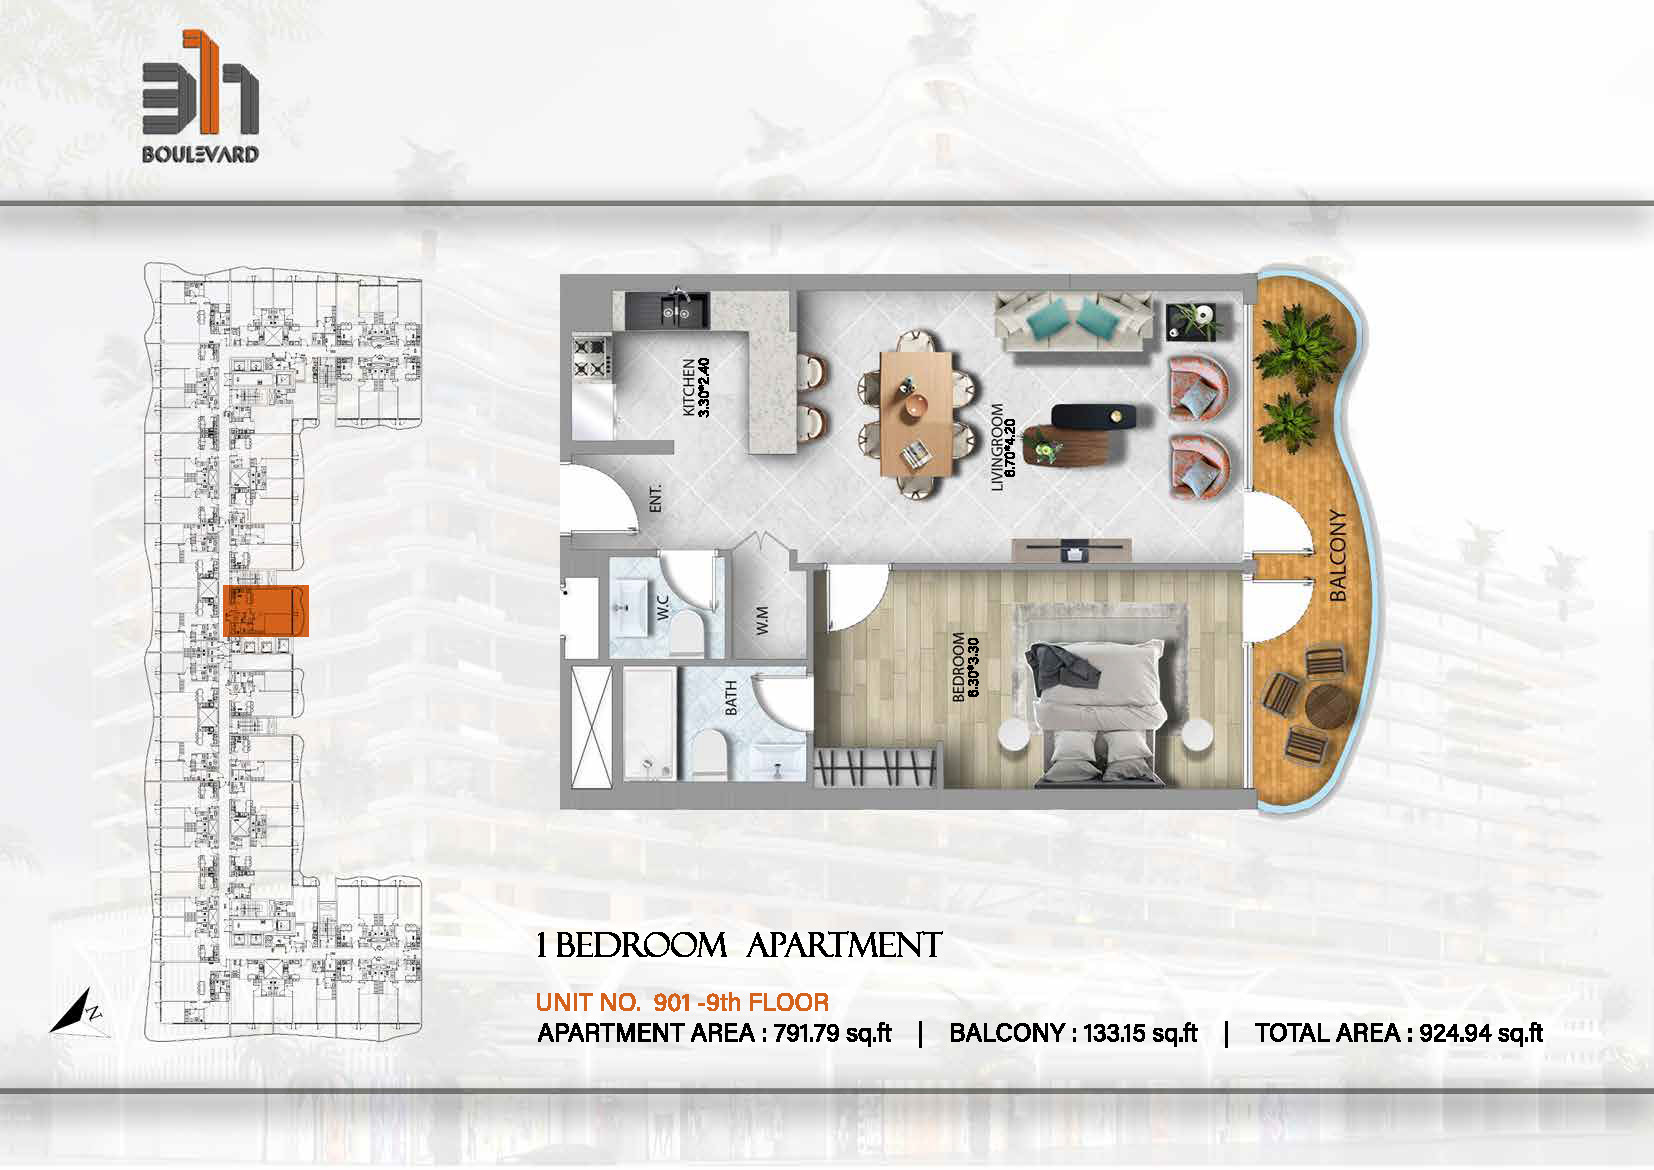 311
BOULEVARD
KITCHEN
3.30*2.40
LIVINGROOM
6.70*4.20
ENT.
W.C
W.M
BATH
BEDROOM
6.30*3.30
BALCONY
N
1 BEDROOM APARTMENT
UNIT NO. 901 -9th FLOOR
APARTMENT AREA : 791.79 sq.ft | BALCONY : 133.15 sq.ft | TOTAL AREA : 924.94 sq.ft